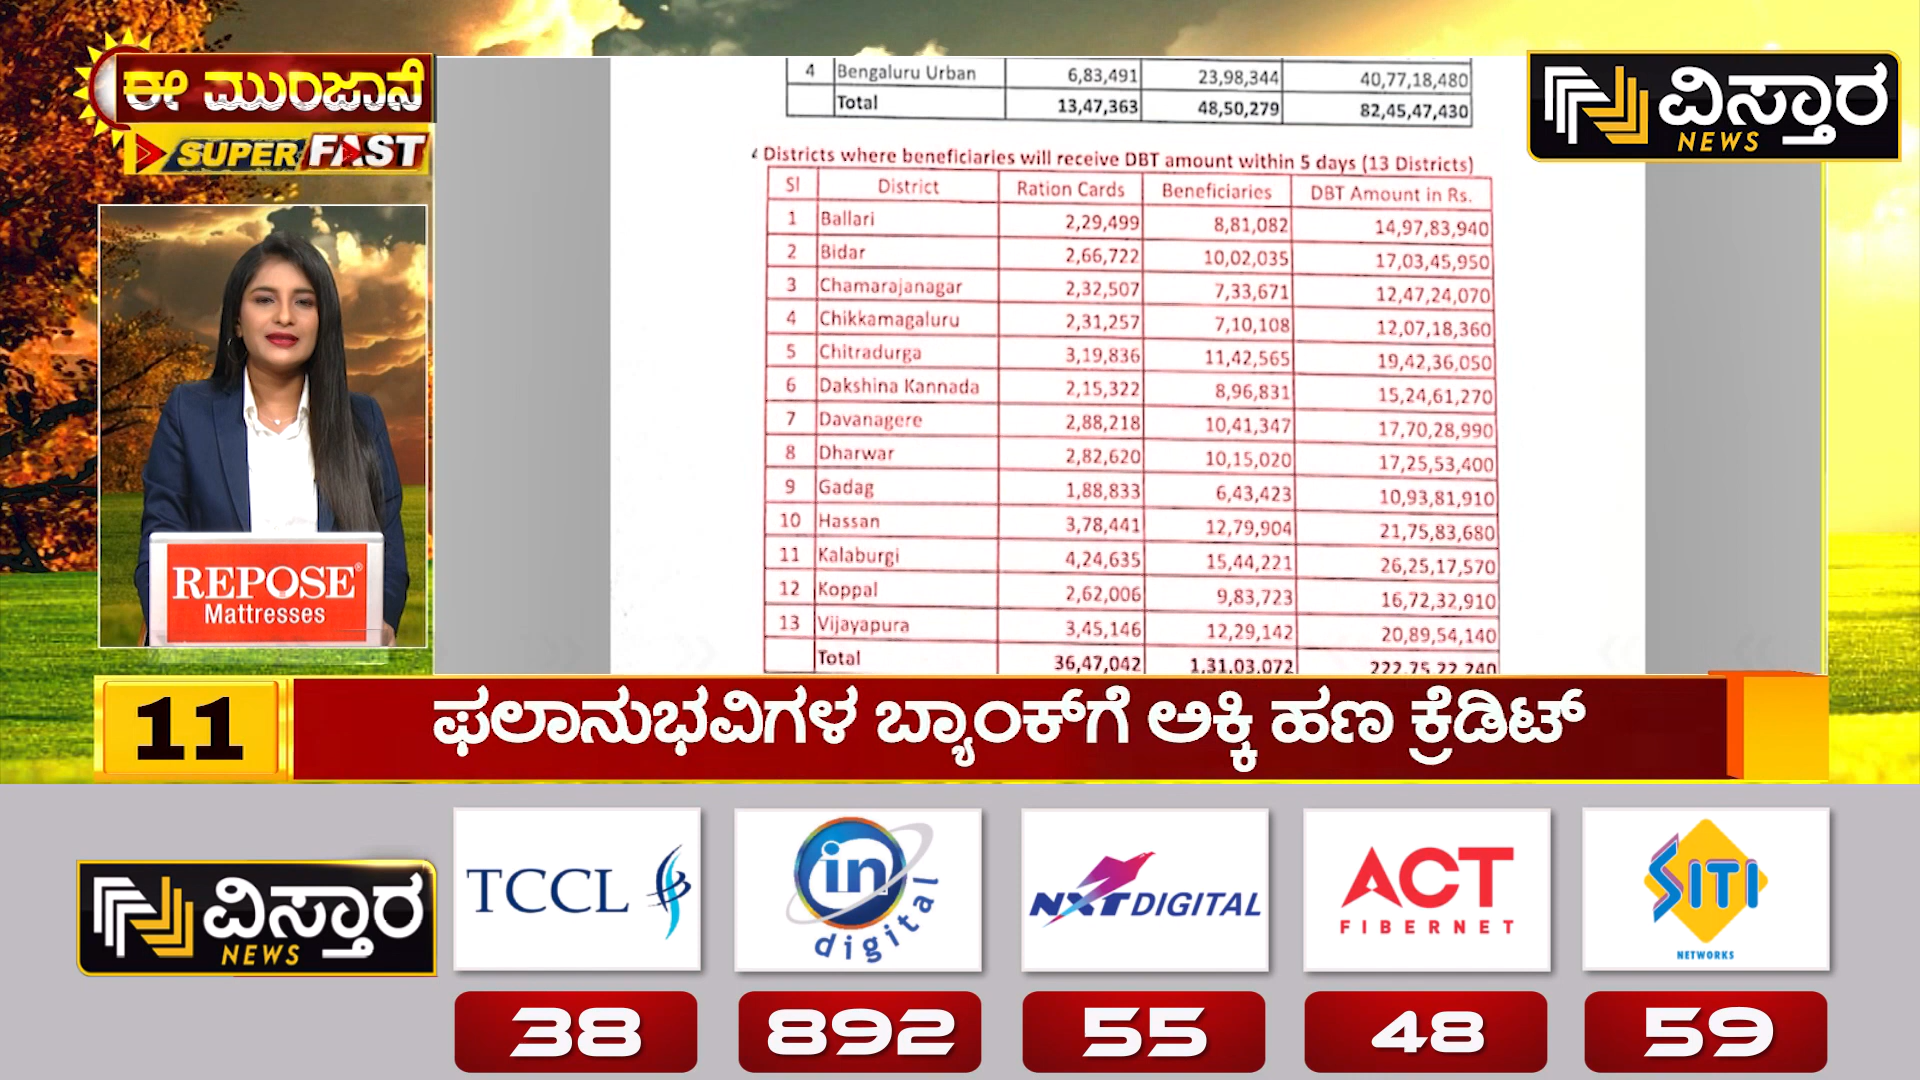 ಈ ಮುಂಜಾನೆ
SUPER FAST
ವಿಸ್ತಾರ
NEWS
4 Bengaluru Urban 6,83,491 23,98,344 40,77,18,480
Total 13,47,363 48,50,279 82,45,47,430
Districts where beneficiaries will receive DBT amount within 5 days (13 Districts)
Sl District Ration Cards Beneficiaries DBT Amount in Rs.
1 Ballari 2,29,499 8,81,082 14,97,83,940
2 Bidar 2,66,722 10,02,035 17,03,45,950
3 Chamarajanagar 2,32,507 7,33,671 12,47,24,070
4 Chikkamagaluru 2,31,257 7,10,108 12,07,18,360
5 Chitradurga 3,19,836 11,42,565 19,42,36,050
6 Dakshina Kannada 2,15,322 8,96,831 15,24,61,270
7 Davanagere 2,88,218 10,41,347 17,70,28,990
8 Dharwar 2,82,620 10,15,020 17,25,53,400
9 Gadag 1,88,833 6,43,423 10,93,81,910
10 Hassan 3,78,441 12,79,904 21,75,83,680
11 Kalaburgi 4,24,635 15,44,221 26,25,17,570
12 Koppal 2,62,006 9,83,723 16,72,32,910
13 Vijayapura 3,45,146 12,29,142 20,89,54,140
Total 36,47,042 1,31,03,072 222,75,22,240
REPOSE®
Mattresses
11 ಫಲಾನುಭವಿಗಳ ಬ್ಯಾಂಕ್‌ಗೆ ಅಕ್ಕಿ ಹಣ ಕ್ರೆಡಿಟ್
ವಿಸ್ತಾರ
NEWS
TCCL
in digital
NXTDIGITAL
ACT
FIBERNET
SITI
NETWORKS
38 892 55 48 59